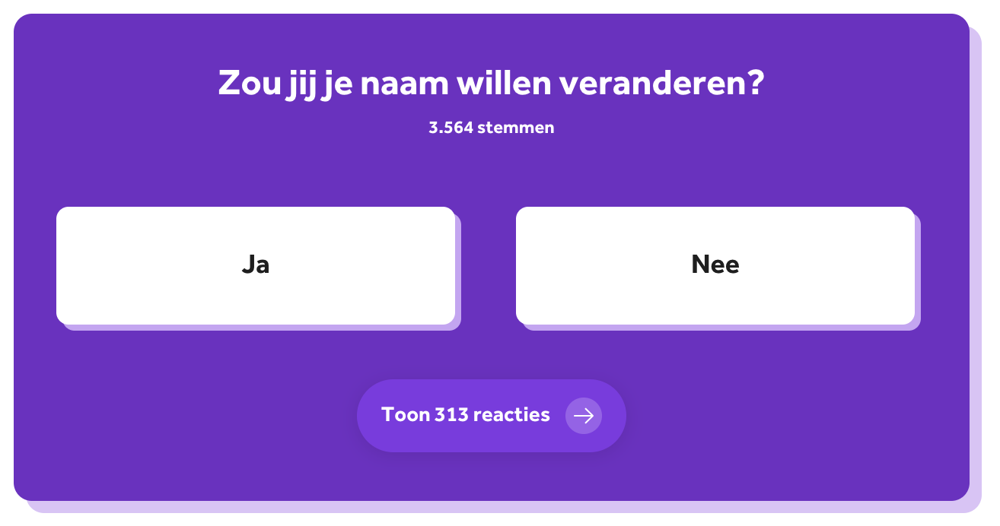 Zou jij je naam willen veranderen?
3.564 stemmen
Ja
Nee
Toon 313 reacties